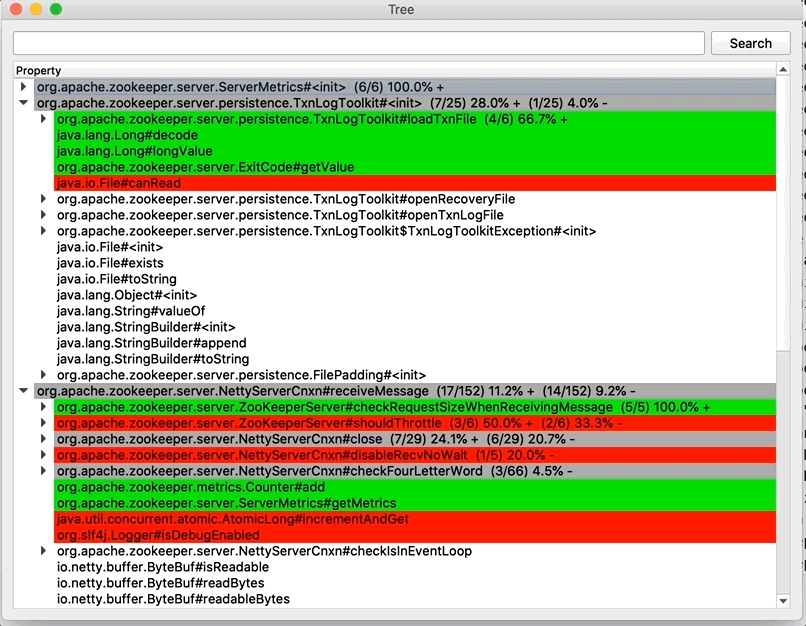 Tree
Search
Property
org.apache.zookeeper.server.ServerMetrics#<init>  (6/6) 100.0% +
org.apache.zookeeper.server.persistence.TxnLogToolkit#<init>  (7/25) 28.0% +  (1/25) 4.0% -
org.apache.zookeeper.server.persistence.TxnLogToolkit#loadTxnFile  (4/6) 66.7% +
java.lang.Long#decode
java.lang.Long#longValue
org.apache.zookeeper.server.ExitCode#getValue
java.io.File#canRead
org.apache.zookeeper.server.persistence.TxnLogToolkit#openRecoveryFile
org.apache.zookeeper.server.persistence.TxnLogToolkit#openTxnLogFile
org.apache.zookeeper.server.persistence.TxnLogToolkit$TxnLogToolkitException#<init>
java.io.File#<init>
java.io.File#exists
java.io.File#toString
java.lang.Object#<init>
java.lang.String#valueOf
java.lang.StringBuilder#<init>
java.lang.StringBuilder#append
java.lang.StringBuilder#toString
org.apache.zookeeper.server.persistence.FilePadding#<init>
org.apache.zookeeper.server.NettyServerCnxn#receiveMessage  (17/152) 11.2% +  (14/152) 9.2% -
org.apache.zookeeper.server.ZooKeeperServer#checkRequestSizeWhenReceivingMessage  (5/5) 100.0% +
org.apache.zookeeper.server.ZooKeeperServer#shouldThrottle  (3/6) 50.0% +  (2/6) 33.3% -
org.apache.zookeeper.server.NettyServerCnxn#close  (7/29) 24.1% +  (6/29) 20.7% -
org.apache.zookeeper.server.NettyServerCnxn#disableRecvNoWait  (1/5) 20.0% -
org.apache.zookeeper.server.NettyServerCnxn#checkFourLetterWord  (3/66) 4.5% -
org.apache.zookeeper.metrics.Counter#add
org.apache.zookeeper.server.ServerMetrics#getMetrics
java.util.concurrent.atomic.AtomicLong#incrementAndGet
org.slf4j.Logger#isDebugEnabled
org.apache.zookeeper.server.NettyServerCnxn#checkIsInEventLoop
io.netty.buffer.ByteBuf#isReadable
io.netty.buffer.ByteBuf#readBytes
io.netty.buffer.ByteBuf#readableBytes